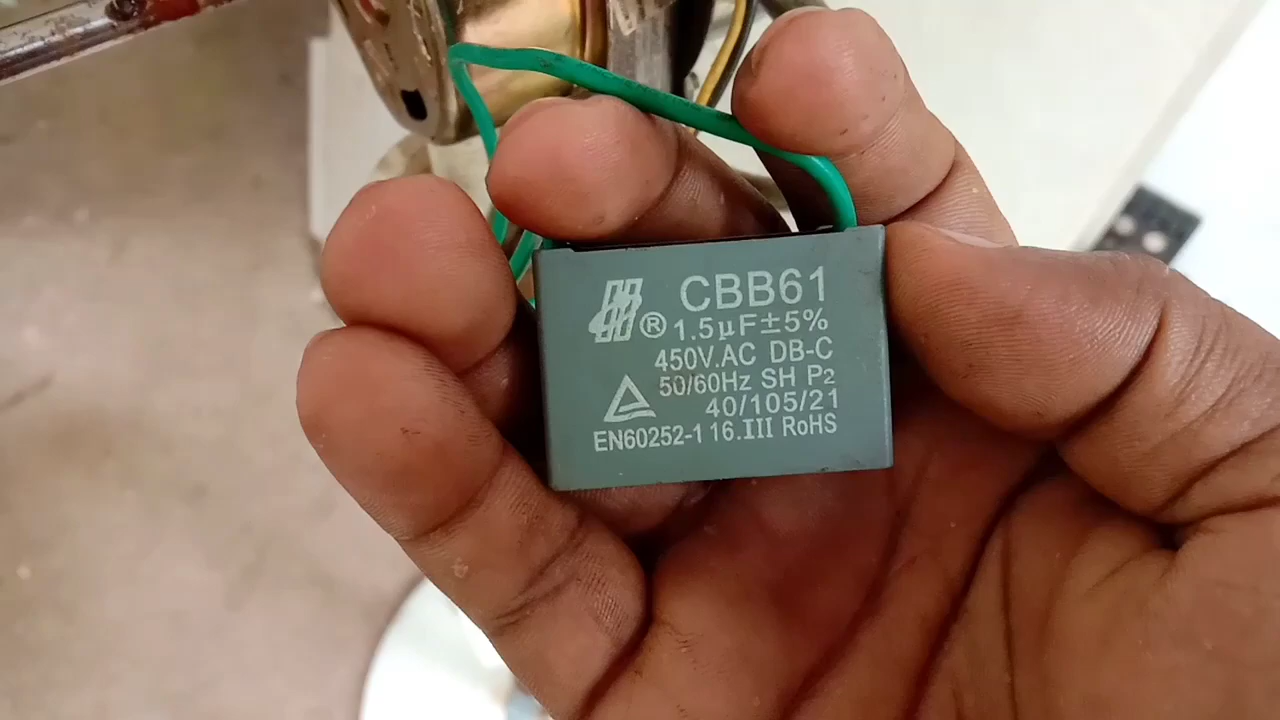 CBB61
® 1.5µF±5%
450V.AC DB-C
50/60Hz SH P2
40/105/21
EN60252-1 16.III RoHS